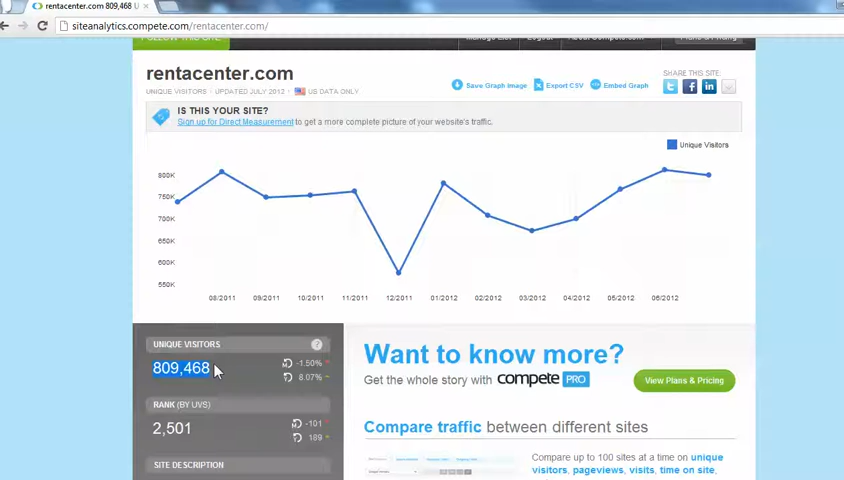 rentacenter.com 809,468 U
siteanalytics.compete.com/rentacenter.com/
rentacenter.com
UNIQUE VISITORS • UPDATED JULY 2012 • US DATA ONLY
Save Graph Image Export CSV Embed Graph
SHARE THIS SITE:
IS THIS YOUR SITE?
Sign up for Direct Measurement to get a more complete picture of your website's traffic.
Unique Visitors
800K
750K
700K
650K
600K
550K
08/2011 09/2011 10/2011 11/2011 12/2011 01/2012 02/2012 03/2012 04/2012 05/2012 06/2012
UNIQUE VISITORS ?
809,468
M -1.50%
Y 8.07%
RANK (BY UVS)
2,501
M -101
Y 189
SITE DESCRIPTION
Want to know more?
Get the whole story with compete PRO
View Plans & Pricing
Compare traffic between different sites
Compare up to 100 sites at a time on unique
visitors, pageviews, visits, time on site,